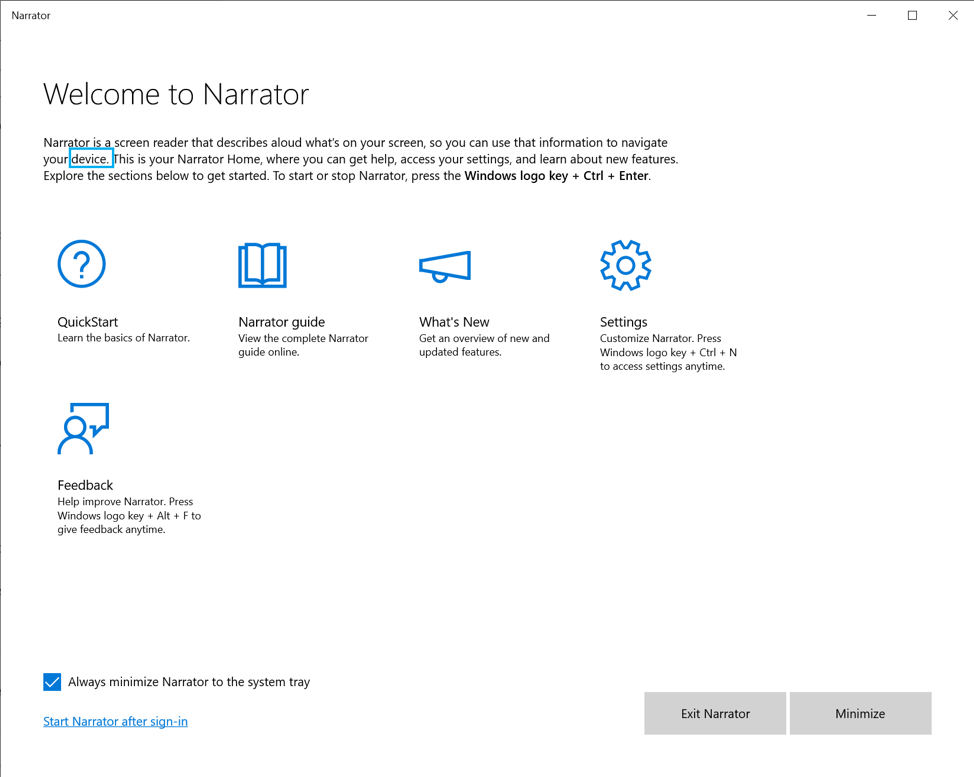 Narrator
Welcome to Narrator
Narrator is a screen reader that describes aloud what's on your screen, so you can use that information to navigate
your device. This is your Narrator Home, where you can get help, access your settings, and learn about new features.
Explore the sections below to get started. To start or stop Narrator, press the Windows logo key + Ctrl + Enter.
QuickStart
Learn the basics of Narrator.
Narrator guide
View the complete Narrator
guide online.
What's New
Get an overview of new and
updated features.
Settings
Customize Narrator. Press
Windows logo key + Ctrl + N
to access settings anytime.
Feedback
Help improve Narrator. Press
Windows logo key + Alt + F to
give feedback anytime.
Always minimize Narrator to the system tray
Start Narrator after sign-in
Exit Narrator
Minimize